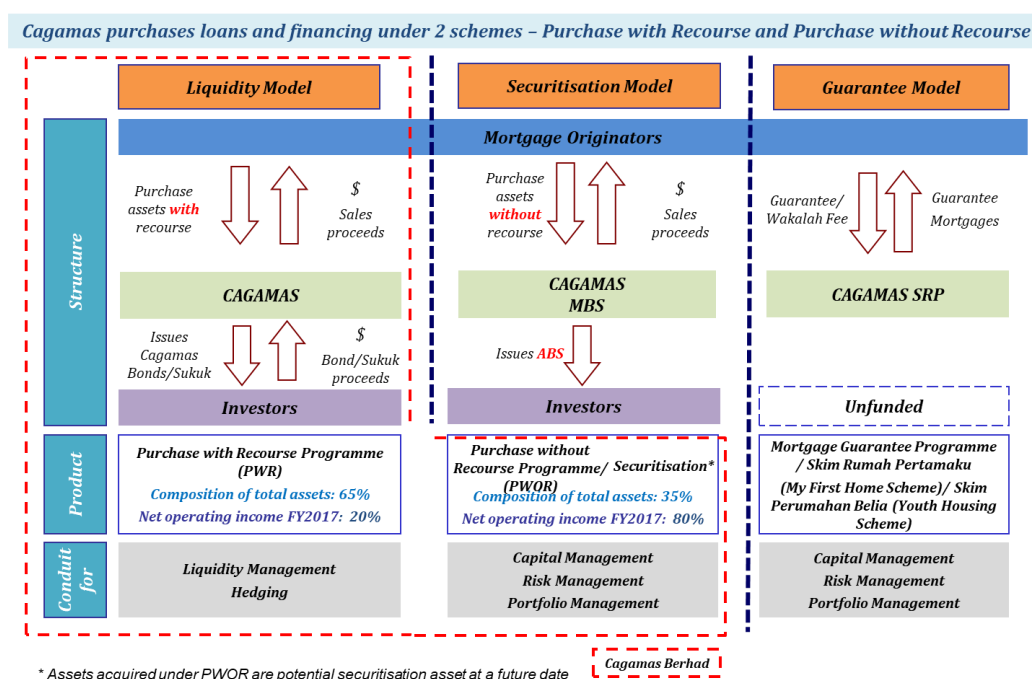 Cagamas purchases loans and financing under 2 schemes – Purchase with Recourse and Purchase without Recourse
Liquidity Model
Securitisation Model
Guarantee Model
Structure
Mortgage Originators
Purchase
assets with
recourse
$
Sales
proceeds
Purchase
assets
without
recourse
$
Sales
proceeds
Guarantee/
Wakalah Fee
Guarantee
Mortgages
CAGAMAS
CAGAMAS
MBS
CAGAMAS SRP
Issues
Cagamas
Bonds/Sukuk
$
Bond/Sukuk
proceeds
Issues ABS
Investors
Investors
Unfunded
Product
Purchase with Recourse Programme
(PWR)
Composition of total assets: 65%
Net operating income FY2017: 20%
Purchase without
Recourse Programme/ Securitisation*
(PWOR)
Composition of total assets: 35%
Net operating income FY2017: 80%
Mortgage Guarantee Programme
/ Skim Rumah Pertamaku
(My First Home Scheme)/ Skim
Perumahan Belia (Youth Housing
Scheme)
Conduit
for
Liquidity Management
Hedging
Capital Management
Risk Management
Portfolio Management
Capital Management
Risk Management
Portfolio Management
* Assets acquired under PWOR are potential securitisation asset at a future date
Cagamas Berhad